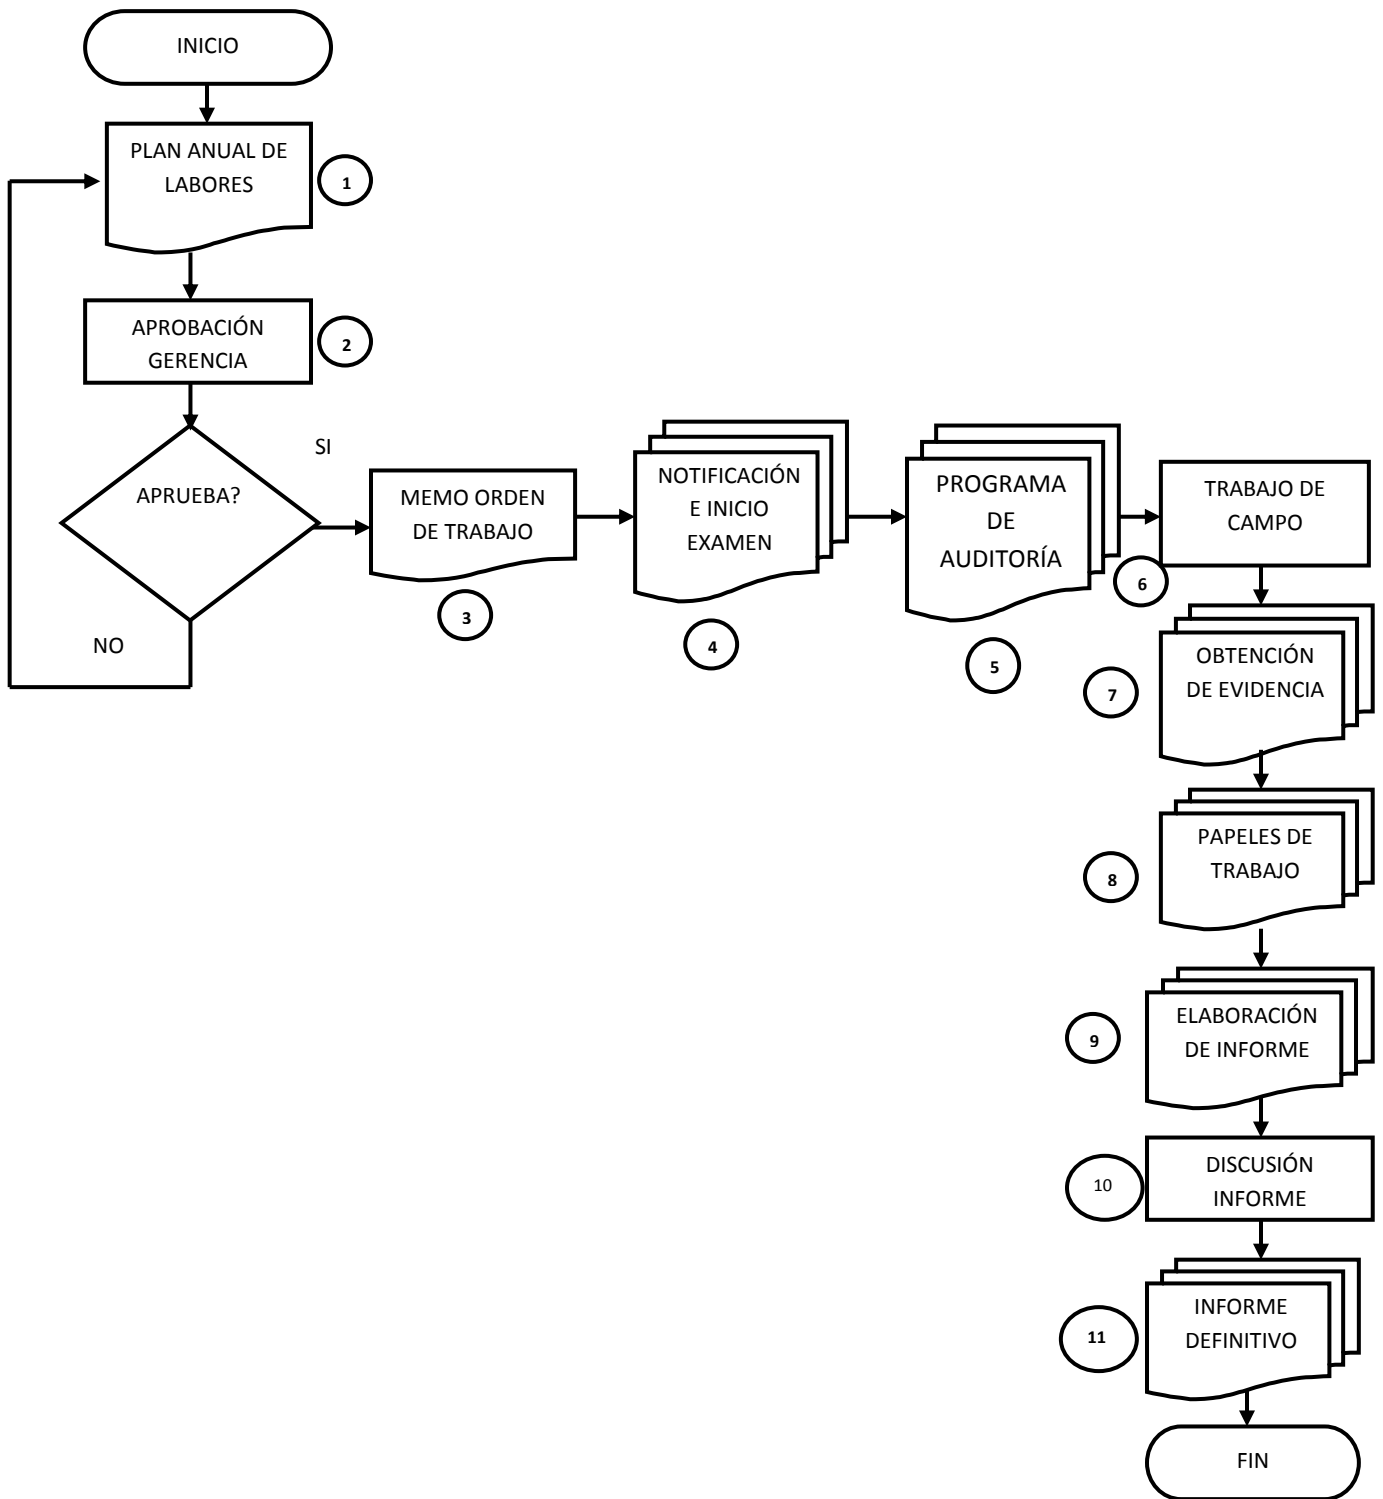 INICIO
PLAN ANUAL DE
LABORES
1
APROBACIÓN
GERENCIA
2
APRUEBA?
SI
NO
MEMO ORDEN
DE TRABAJO
3
NOTIFICACIÓN
E INICIO
EXAMEN
4
PROGRAMA
DE
AUDITORÍA
5
TRABAJO DE
CAMPO
6
OBTENCIÓN
DE EVIDENCIA
7
PAPELES DE
TRABAJO
8
ELABORACIÓN
DE INFORME
9
DISCUSIÓN
INFORME
10
INFORME
DEFINITIVO
11
FIN